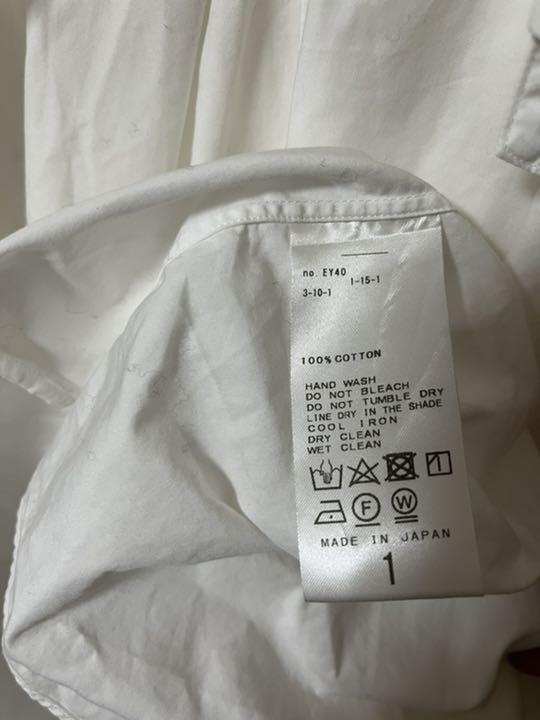 no. EY40
3-10-1 1-15-1
100% COTTON
HAND WASH
DO NOT BLEACH
DO NOT TUMBLE DRY
LINE DRY IN THE SHADE
COOL IRON
DRY CLEAN
WET CLEAN
F W
MADE IN JAPAN
1